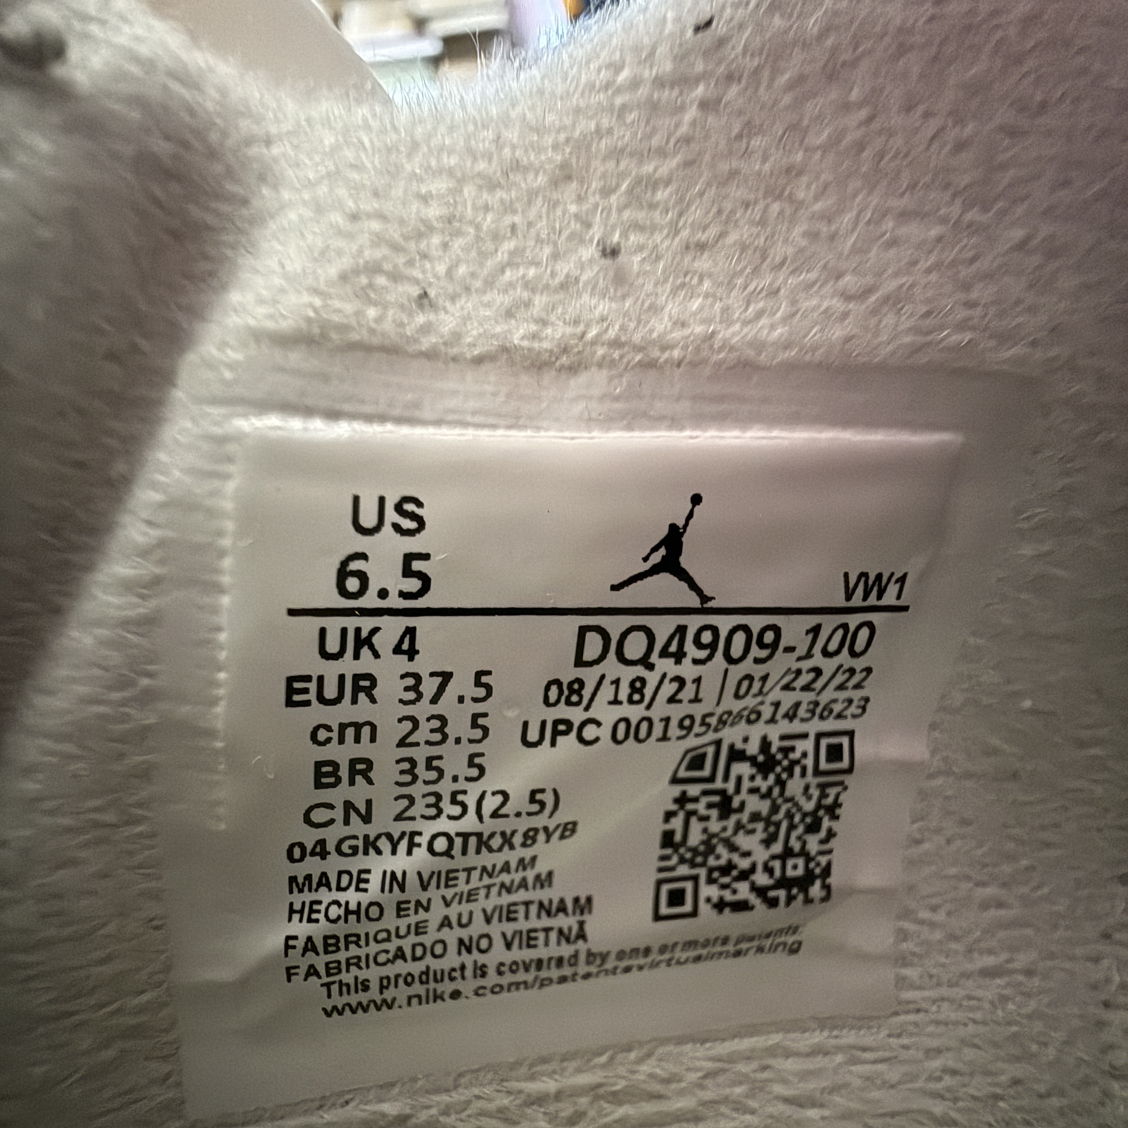 US
6.5
VW1
UK 4
DQ4909-100
EUR 37.5
08/18/21 | 01/22/22
cm 23.5
UPC 00195866143623
BR 35.5
CN 235(2.5)
04GKYFQTKX8YB
MADE IN VIETNAM
HECHO EN VIETNAM
FABRIQUE AU VIETNAM
FABRICADO NO VIETNÃ
This product is covered by one or more patents.
www.nike.com/patentsvirtualmarking